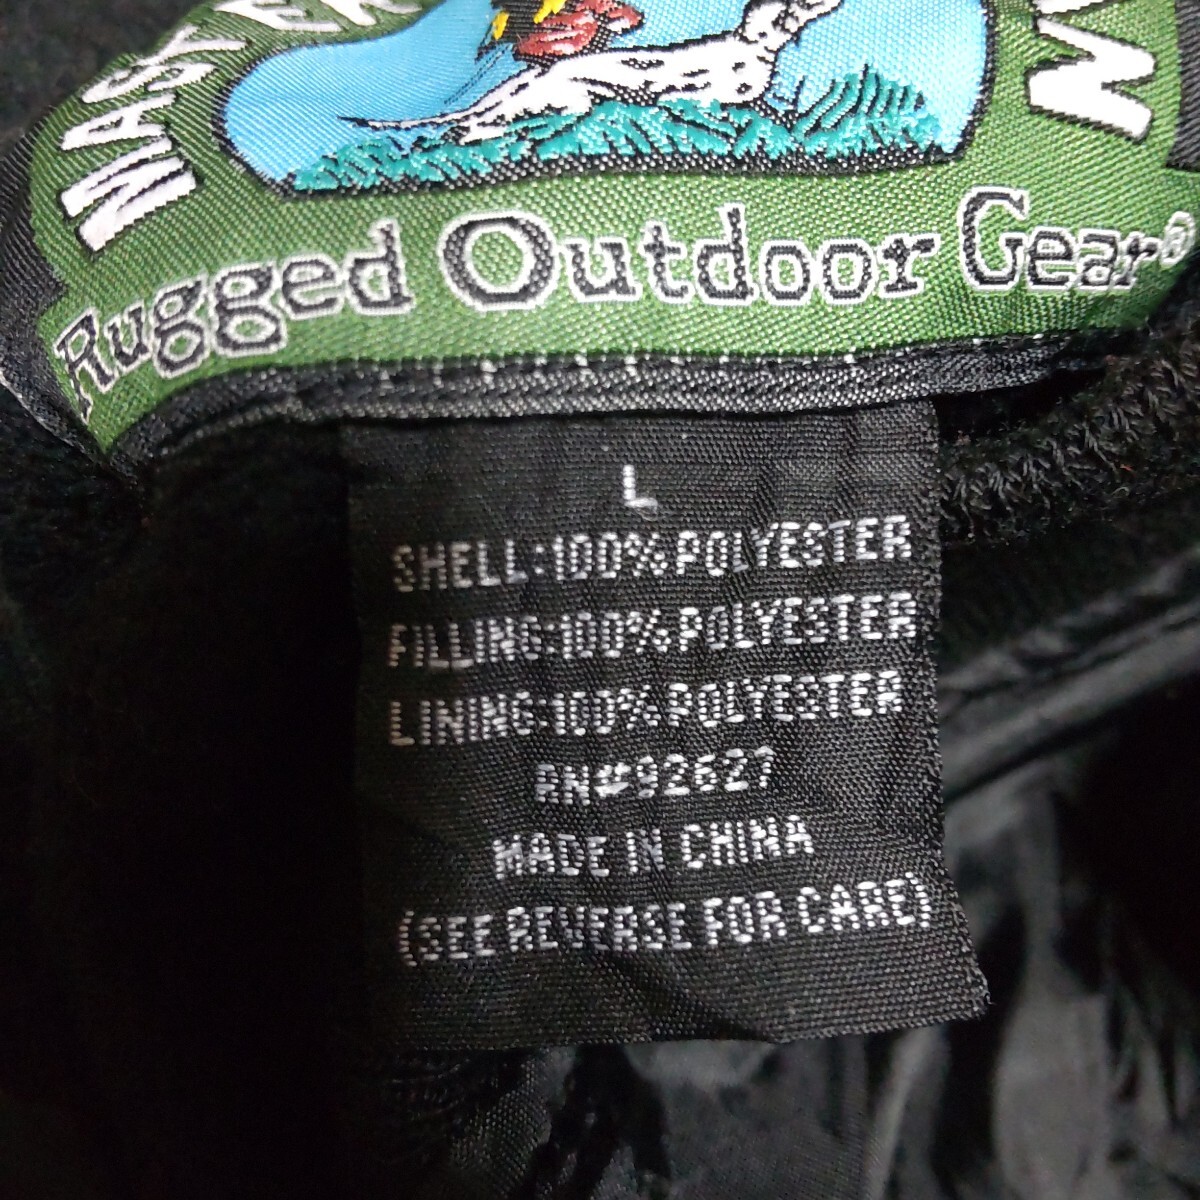 Rugged Outdoor Gear®
L
SHELL:100%POLYESTER
FILLING:100%POLYESTER
LINING:100%POLYESTER
RN#92627
MADE IN CHINA
(SEE REVERSE FOR CARE)